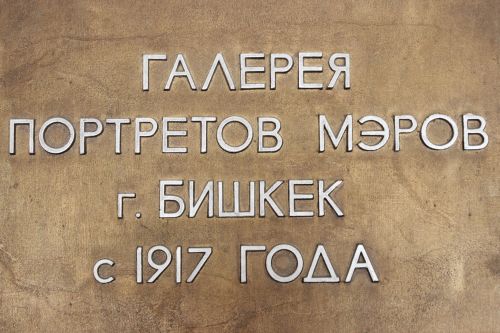 ГАЛЕРЕЯ
ПОРТРЕТОВ МЭРОВ
г. БИШКЕК
с 1917 ГОДА